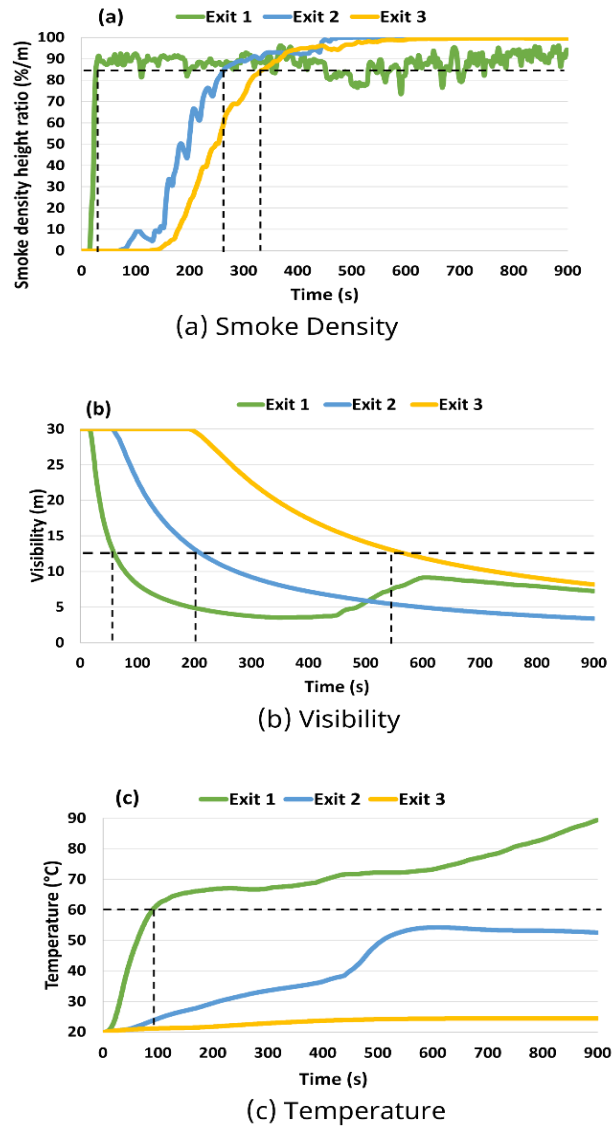 (a)
Exit 1 Exit 2 Exit 3
Smoke density height ratio (%/m)
100
90
80
70
60
50
40
30
20
10
0
0 100 200 300 400 500 600 700 800 900
Time (s)
(a) Smoke Density
(b)
Exit 1 Exit 2 Exit 3
Visibility (m)
30
25
20
15
10
5
0
0 100 200 300 400 500 600 700 800 900
Time (s)
(b) Visibility
(c)
Exit 1 Exit 2 Exit 3
Temperature (°C)
90
80
70
60
50
40
30
20
0 100 200 300 400 500 600 700 800 900
Time (s)
(c) Temperature